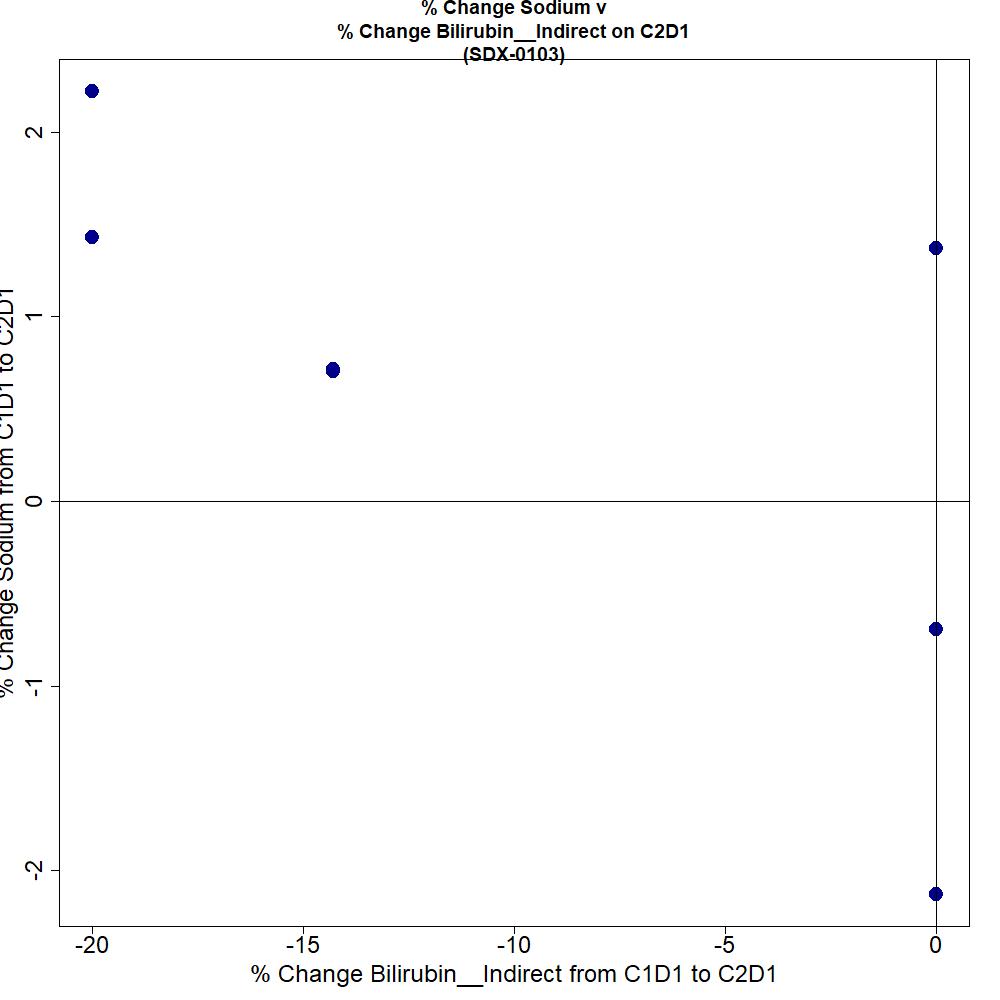 % Change Sodium v
% Change Bilirubin__Indirect on C2D1
(SDX-0103)
% Change Sodium from C1D1 to C2D1
2
1
0
-1
-2
-20
-15
-10
-5
0
% Change Bilirubin__Indirect from C1D1 to C2D1